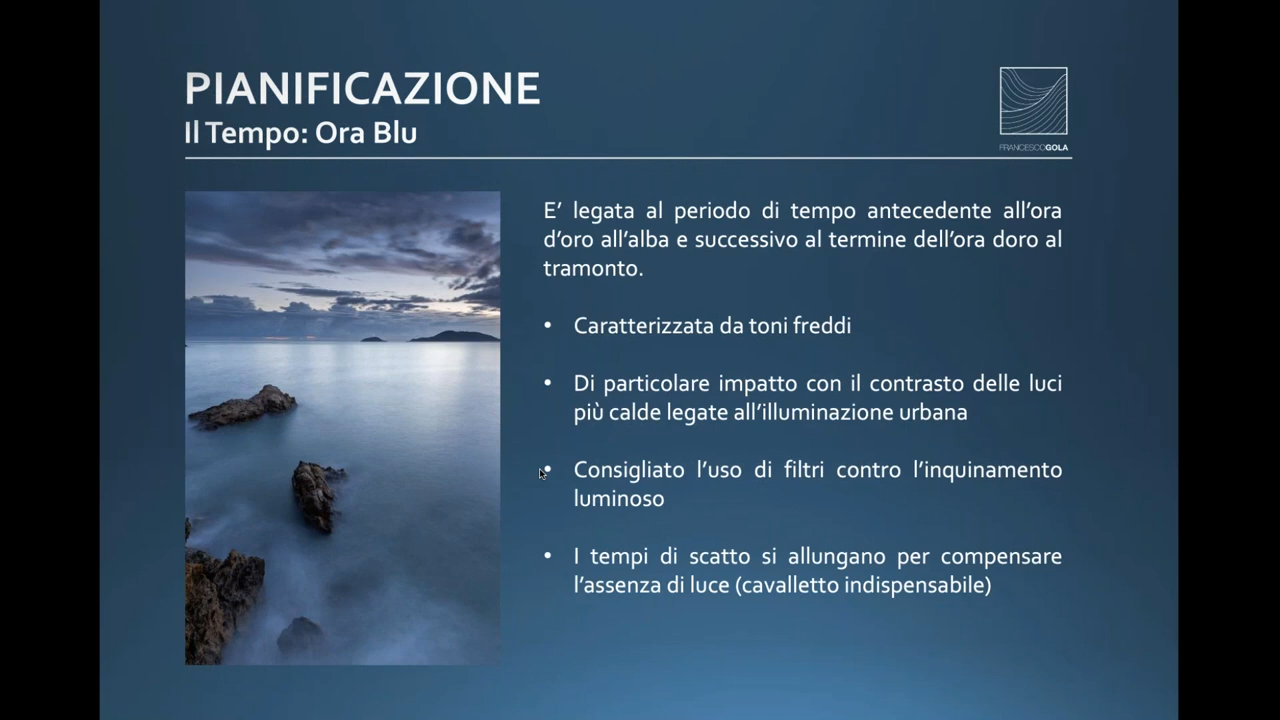 PIANIFICAZIONE
Il Tempo: Ora Blu
FRANCESCOGOLA
E' legata al periodo di tempo antecedente all'ora
d'oro all'alba e successivo al termine dell'ora doro al
tramonto.
• Caratterizzata da toni freddi
• Di particolare impatto con il contrasto delle luci
più calde legate all'illuminazione urbana
• Consigliato l'uso di filtri contro l'inquinamento
luminoso
• I tempi di scatto si allungano per compensare
l'assenza di luce (cavalletto indispensabile)